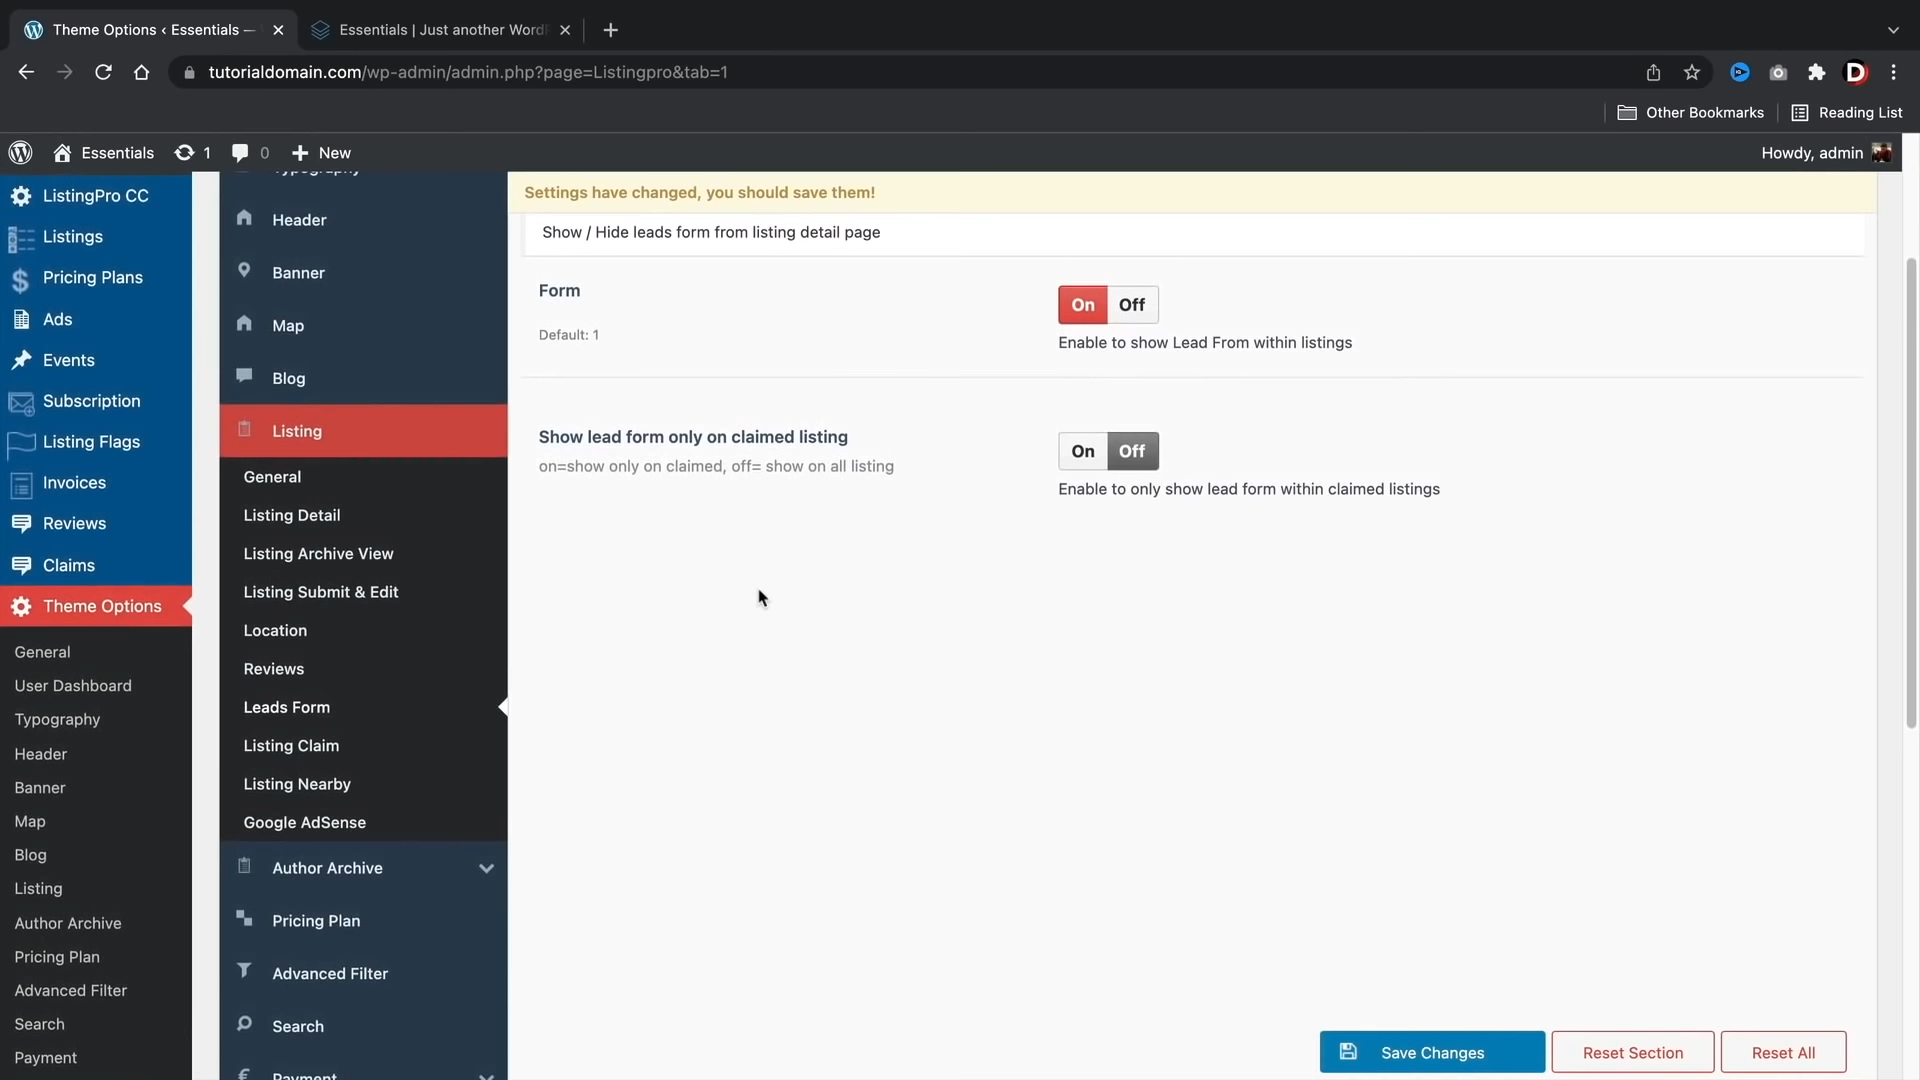 Theme Options ‹ Essentials —
Essentials | Just another Word
tutorialdomain.com/wp-admin/admin.php?page=Listingpro&tab=1
D
Other Bookmarks
Reading List
Essentials
1
0
New
Howdy, admin
ListingPro CC
Listings
Pricing Plans
Ads
Events
Subscription
Listing Flags
Invoices
Reviews
Claims
Theme Options
General
User Dashboard
Typography
Header
Banner
Map
Blog
Listing
Author Archive
Pricing Plan
Advanced Filter
Search
Payment
Typography
Header
Banner
Map
Blog
Listing
General
Listing Detail
Listing Archive View
Listing Submit & Edit
Location
Reviews
Leads Form
Listing Claim
Listing Nearby
Google AdSense
Author Archive
Pricing Plan
Advanced Filter
Search
Payment
Settings have changed, you should save them!
Show / Hide leads form from listing detail page
Form
Default: 1
On Off
Enable to show Lead From within listings
Show lead form only on claimed listing
on=show only on claimed, off= show on all listing
On Off
Enable to only show lead form within claimed listings
Save Changes
Reset Section
Reset All